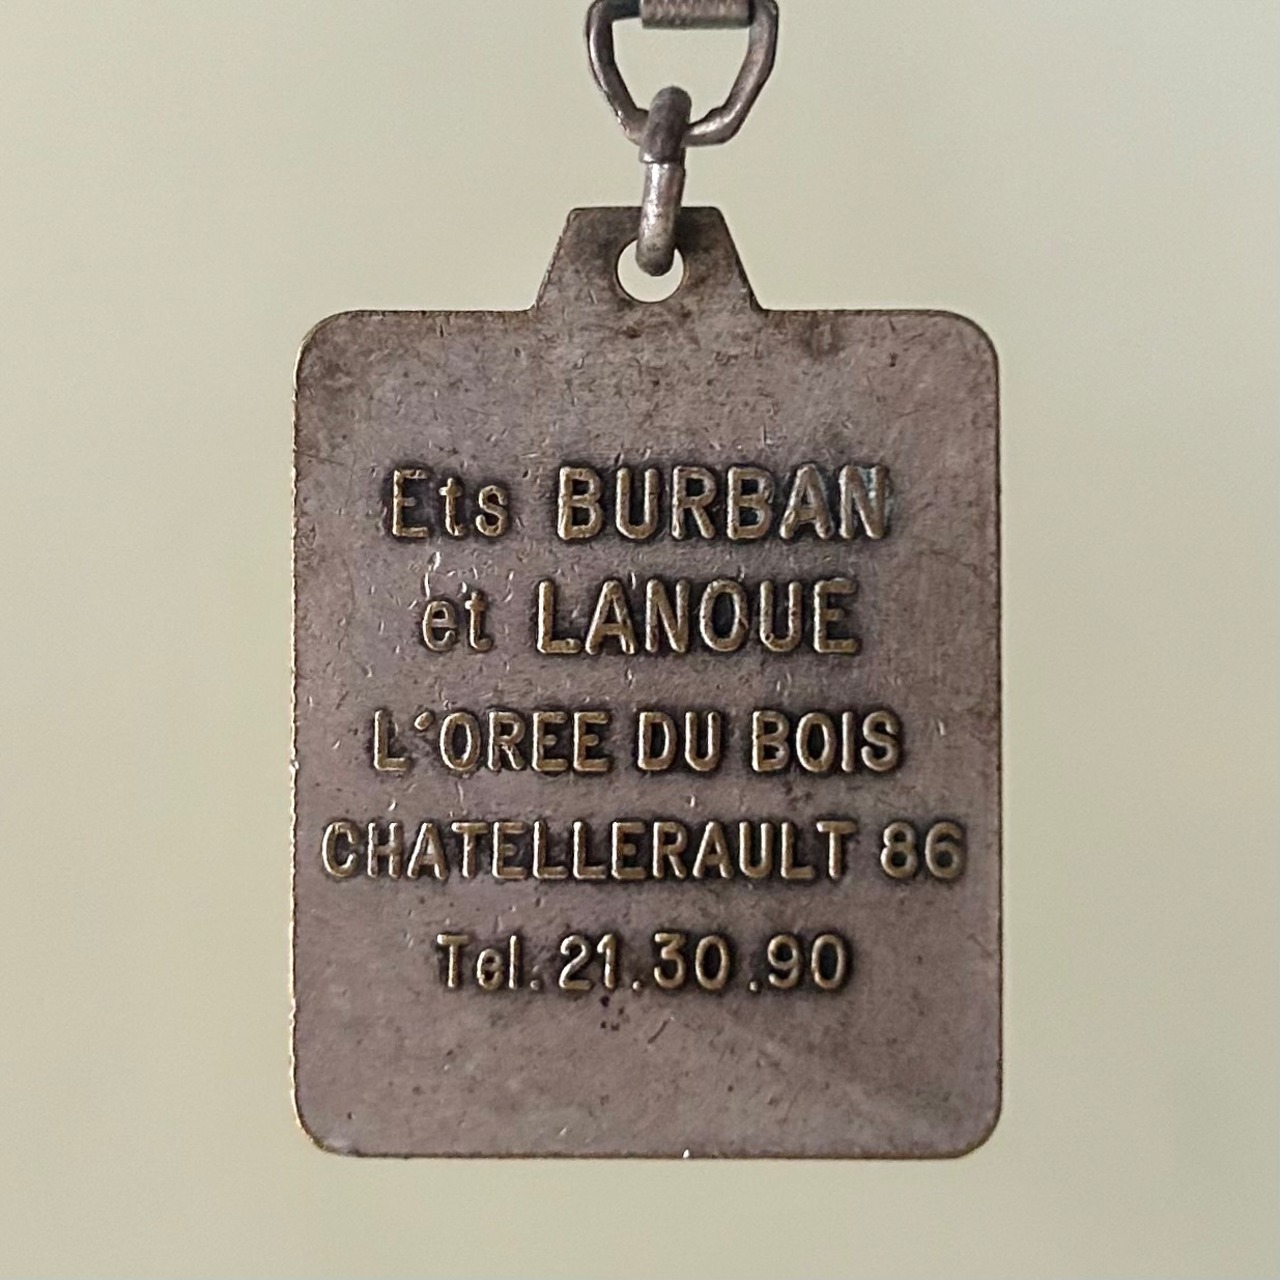 Ets BURBAN
et LANOUE
L'OREE DU BOIS
CHATELLERAULT 86
Tel. 21.30.90